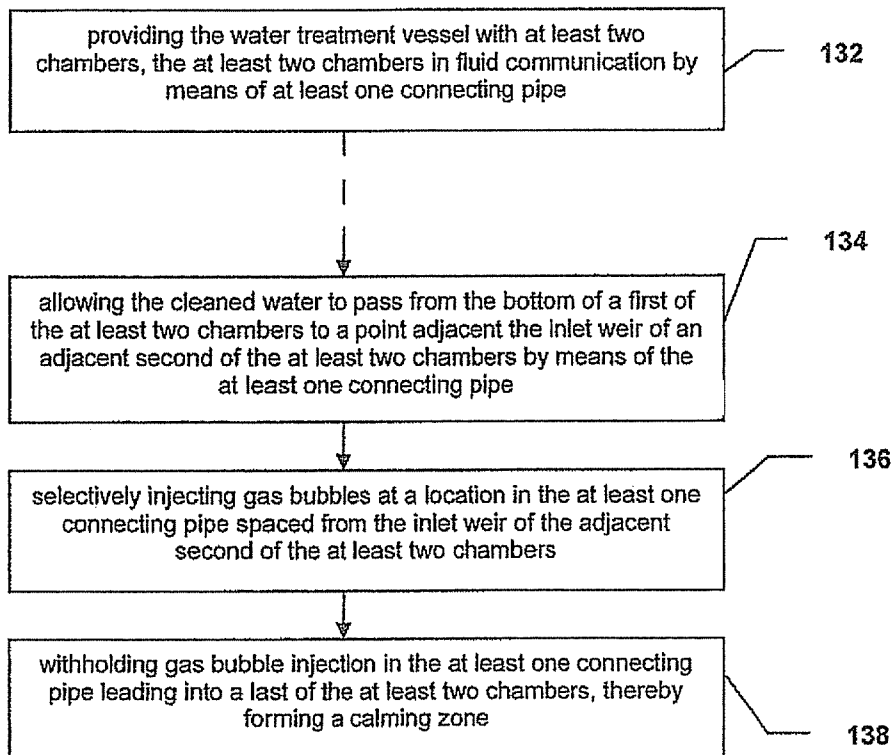 providing the water treatment vessel with at least two
chambers, the at least two chambers in fluid communication by
means of at least one connecting pipe
132
134
allowing the cleaned water to pass from the bottom of a first of
the at least two chambers to a point adjacent the inlet weir of an
adjacent second of the at least two chambers by means of the
at least one connecting pipe
136
selectively injecting gas bubbles at a location in the at least one
connecting pipe spaced from the inlet weir of the adjacent
second of the at least two chambers
withholding gas bubble injection in the at least one connecting
pipe leading into a last of the at least two chambers, thereby
forming a calming zone
138